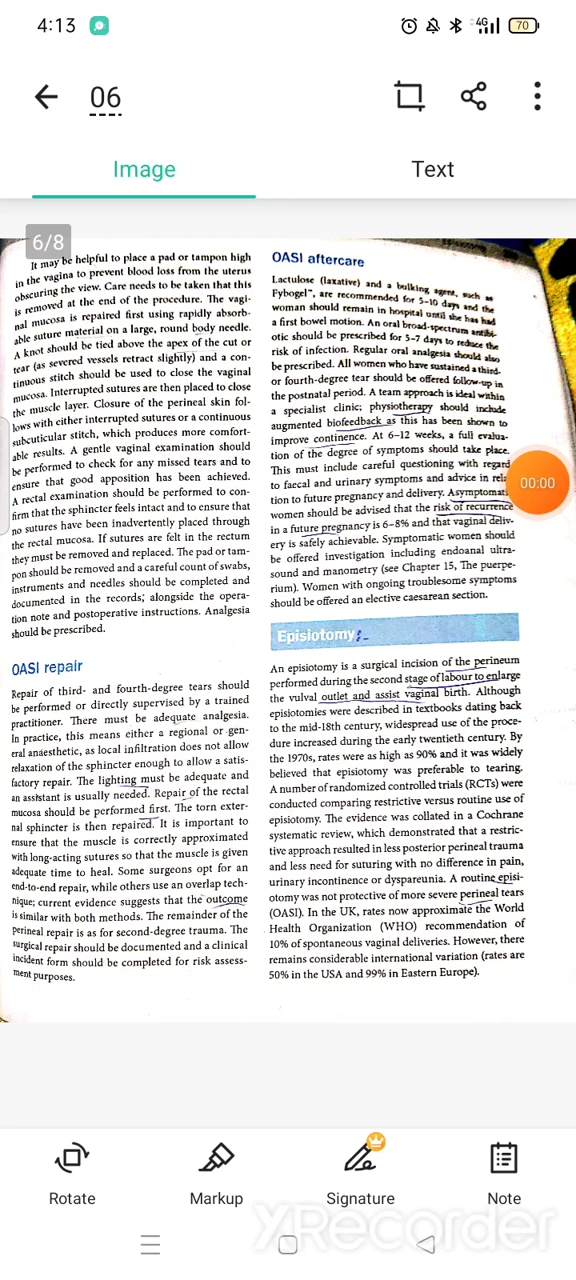 4:13
4G
70
06
Image
Text
6/8
It may be helpful to place a pad or tampon high
in the vagina to prevent blood loss from the uterus
obscuring the view. Care needs to be taken that this
is removed at the end of the procedure. The vagi-
nal mucosa is repaired first using rapidly absorb-
able suture material on a large, round body needle.
A knot should be tied above the apex of the cut or
tear (as severed vessels retract slightly) and a con-
tinuous stitch should be used to close the vaginal
mucosa. Interrupted sutures are then placed to close
the muscle layer. Closure of the perineal skin fol-
lows with either interrupted sutures or a continuous
subcuticular stitch, which produces more comfort-
able results. A gentle vaginal examination should
be performed to check for any missed tears and to
ensure that good apposition has been achieved.
A rectal examination should be performed to con-
firm that the sphincter feels intact and to ensure that
no sutures have been inadvertently placed through
the rectal mucosa. If sutures are felt in the rectum
they must be removed and replaced. The pad or tam-
pon should be removed and a careful count of swabs,
instruments and needles should be completed and
documented in the records; alongside the opera-
tion note and postoperative instructions. Analgesia
should be prescribed.
OASI repair
Repair of third- and fourth-degree tears should
be performed or directly supervised by a trained
practitioner. There must be adequate analgesia.
In practice, this means either a regional or gen-
eral anaesthetic, as local infiltration does not allow
relaxation of the sphincter enough to allow a satis-
factory repair. The lighting must be adequate and
an assistant is usually needed. Repair of the rectal
mucosa should be performed first. The torn exter-
nal sphincter is then repaired. It is important to
ensure that the muscle is correctly approximated
with long-acting sutures so that the muscle is given
adequate time to heal. Some surgeons opt for an
end-to-end repair, while others use an overlap tech-
nique; current evidence suggests that the outcome
is similar with both methods. The remainder of the
perineal repair is as for second-degree trauma. The
surgical repair should be documented and a clinical
incident form should be completed for risk assess-
ment purposes.
OASI aftercare
Lactulose (laxative) and a bulking agent, such as
Fybogel™, are recommended for 5–10 days and the
woman should remain in hospital until she has had
a first bowel motion. An oral broad-spectrum antibi-
otic should be prescribed for 5–7 days to reduce the
risk of infection. Regular oral analgesia should also
be prescribed. All women who have sustained a third-
or fourth-degree tear should be offered follow-up in
the postnatal period. A team approach is ideal within
a specialist clinic; physiotherapy should include
augmented biofeedback as this has been shown to
improve continence. At 6–12 weeks, a full evalua-
tion of the degree of symptoms should take place.
This must include careful questioning with regard
to faecal and urinary symptoms and advice in rela
tion to future pregnancy and delivery. Asymptomati
women should be advised that the risk of recurrence
in a future pregnancy is 6–8% and that vaginal deliv-
ery is safely achievable. Symptomatic women should
be offered investigation including endoanal ultra-
sound and manometry (see Chapter 15, The puerpe-
rium). Women with ongoing troublesome symptoms
should be offered an elective caesarean section.
00:00
Episiotomy:-
An episiotomy is a surgical incision of the perineum
performed during the second stage of labour to enlarge
the vulval outlet and assist vaginal birth. Although
episiotomies were described in textbooks dating back
to the mid-18th century, widespread use of the proce-
dure increased during the early twentieth century. By
the 1970s, rates were as high as 90% and it was widely
believed that episiotomy was preferable to tearing.
A number of randomized controlled trials (RCTs) were
conducted comparing restrictive versus routine use of
episiotomy. The evidence was collated in a Cochrane
systematic review, which demonstrated that a restric-
tive approach resulted in less posterior perineal trauma
and less need for suturing with no difference in pain,
urinary incontinence or dyspareunia. A routine episi-
otomy was not protective of more severe perineal tears
(OASI). In the UK, rates now approximate the World
Health Organization (WHO) recommendation of
10% of spontaneous vaginal deliveries. However, there
remains considerable international variation (rates are
50% in the USA and 99% in Eastern Europe).
Rotate
Markup
Signature
Note
XRecorder